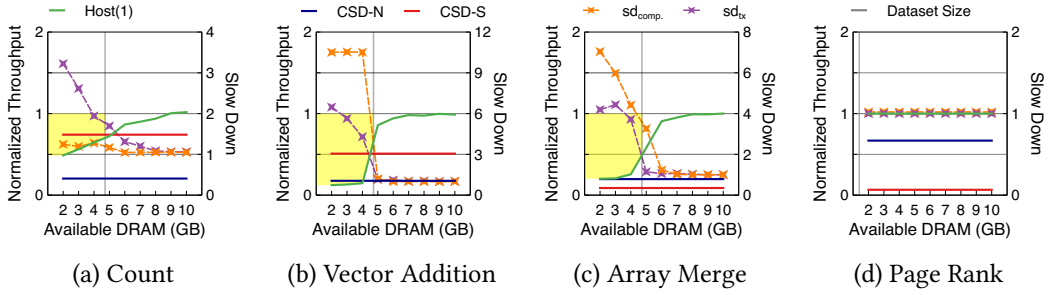 Host(1) CSD-N CSD-S sdcomp. sdtx Dataset Size
Normalized Throughput
2
1
0
4
3
2
1
0
Slow Down
2 3 4 5 6 7 8 9 10
Available DRAM (GB)
(a) Count
Normalized Throughput
2
1
0
12
9
6
3
0
Slow Down
2 3 4 5 6 7 8 9 10
Available DRAM (GB)
(b) Vector Addition
Normalized Throughput
2
1
0
8
6
4
2
0
Slow Down
2 3 4 5 6 7 8 9 10
Available DRAM (GB)
(c) Array Merge
Normalized Throughput
2
1
0
2
1
0
Slow Down
2 3 4 5 6 7 8 9 10
Available DRAM (GB)
(d) Page Rank